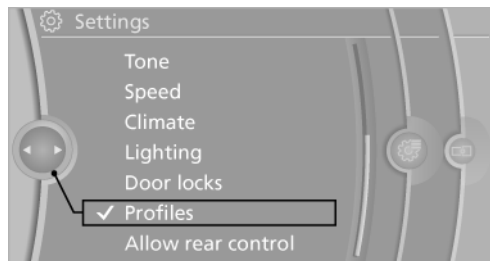 Settings
Tone
Speed
Climate
Lighting
Door locks
Profiles
Allow rear control